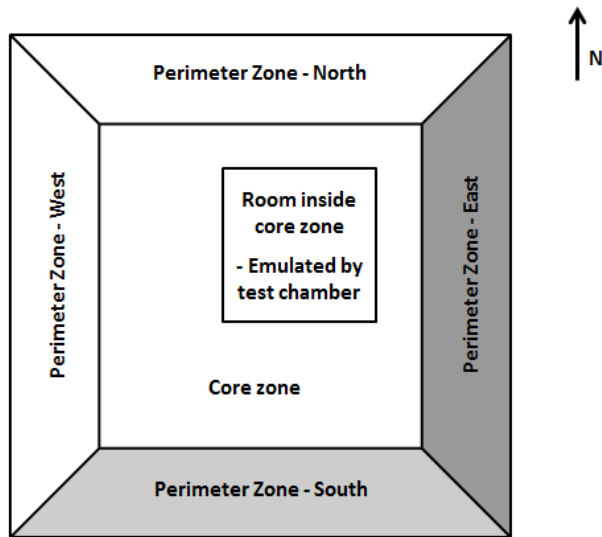 N
Perimeter Zone - North
Perimeter Zone - West
Room inside
core zone
- Emulated by
test chamber
Perimeter Zone - East
Core zone
Perimeter Zone - South